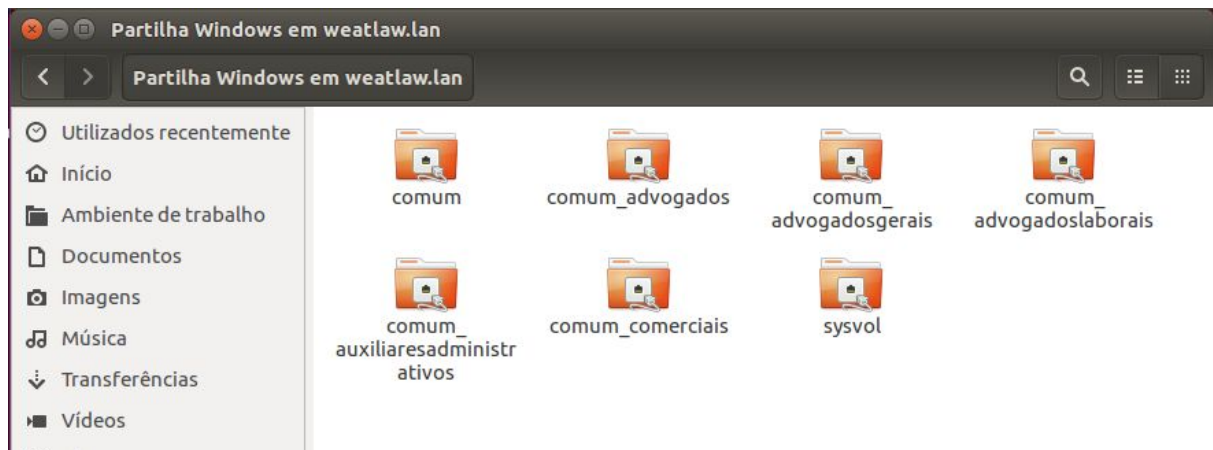 Partilha Windows em weatlaw.lan
Partilha Windows em weatlaw.lan
Utilizados recentemente
Início
Ambiente de trabalho
Documentos
Imagens
Música
Transferências
Vídeos
comum
comum_advogados
comum_
advogadosgerais
comum_
advogadoslaborais
comum_
auxiliaresadministr
ativos
comum_comerciais
sysvol